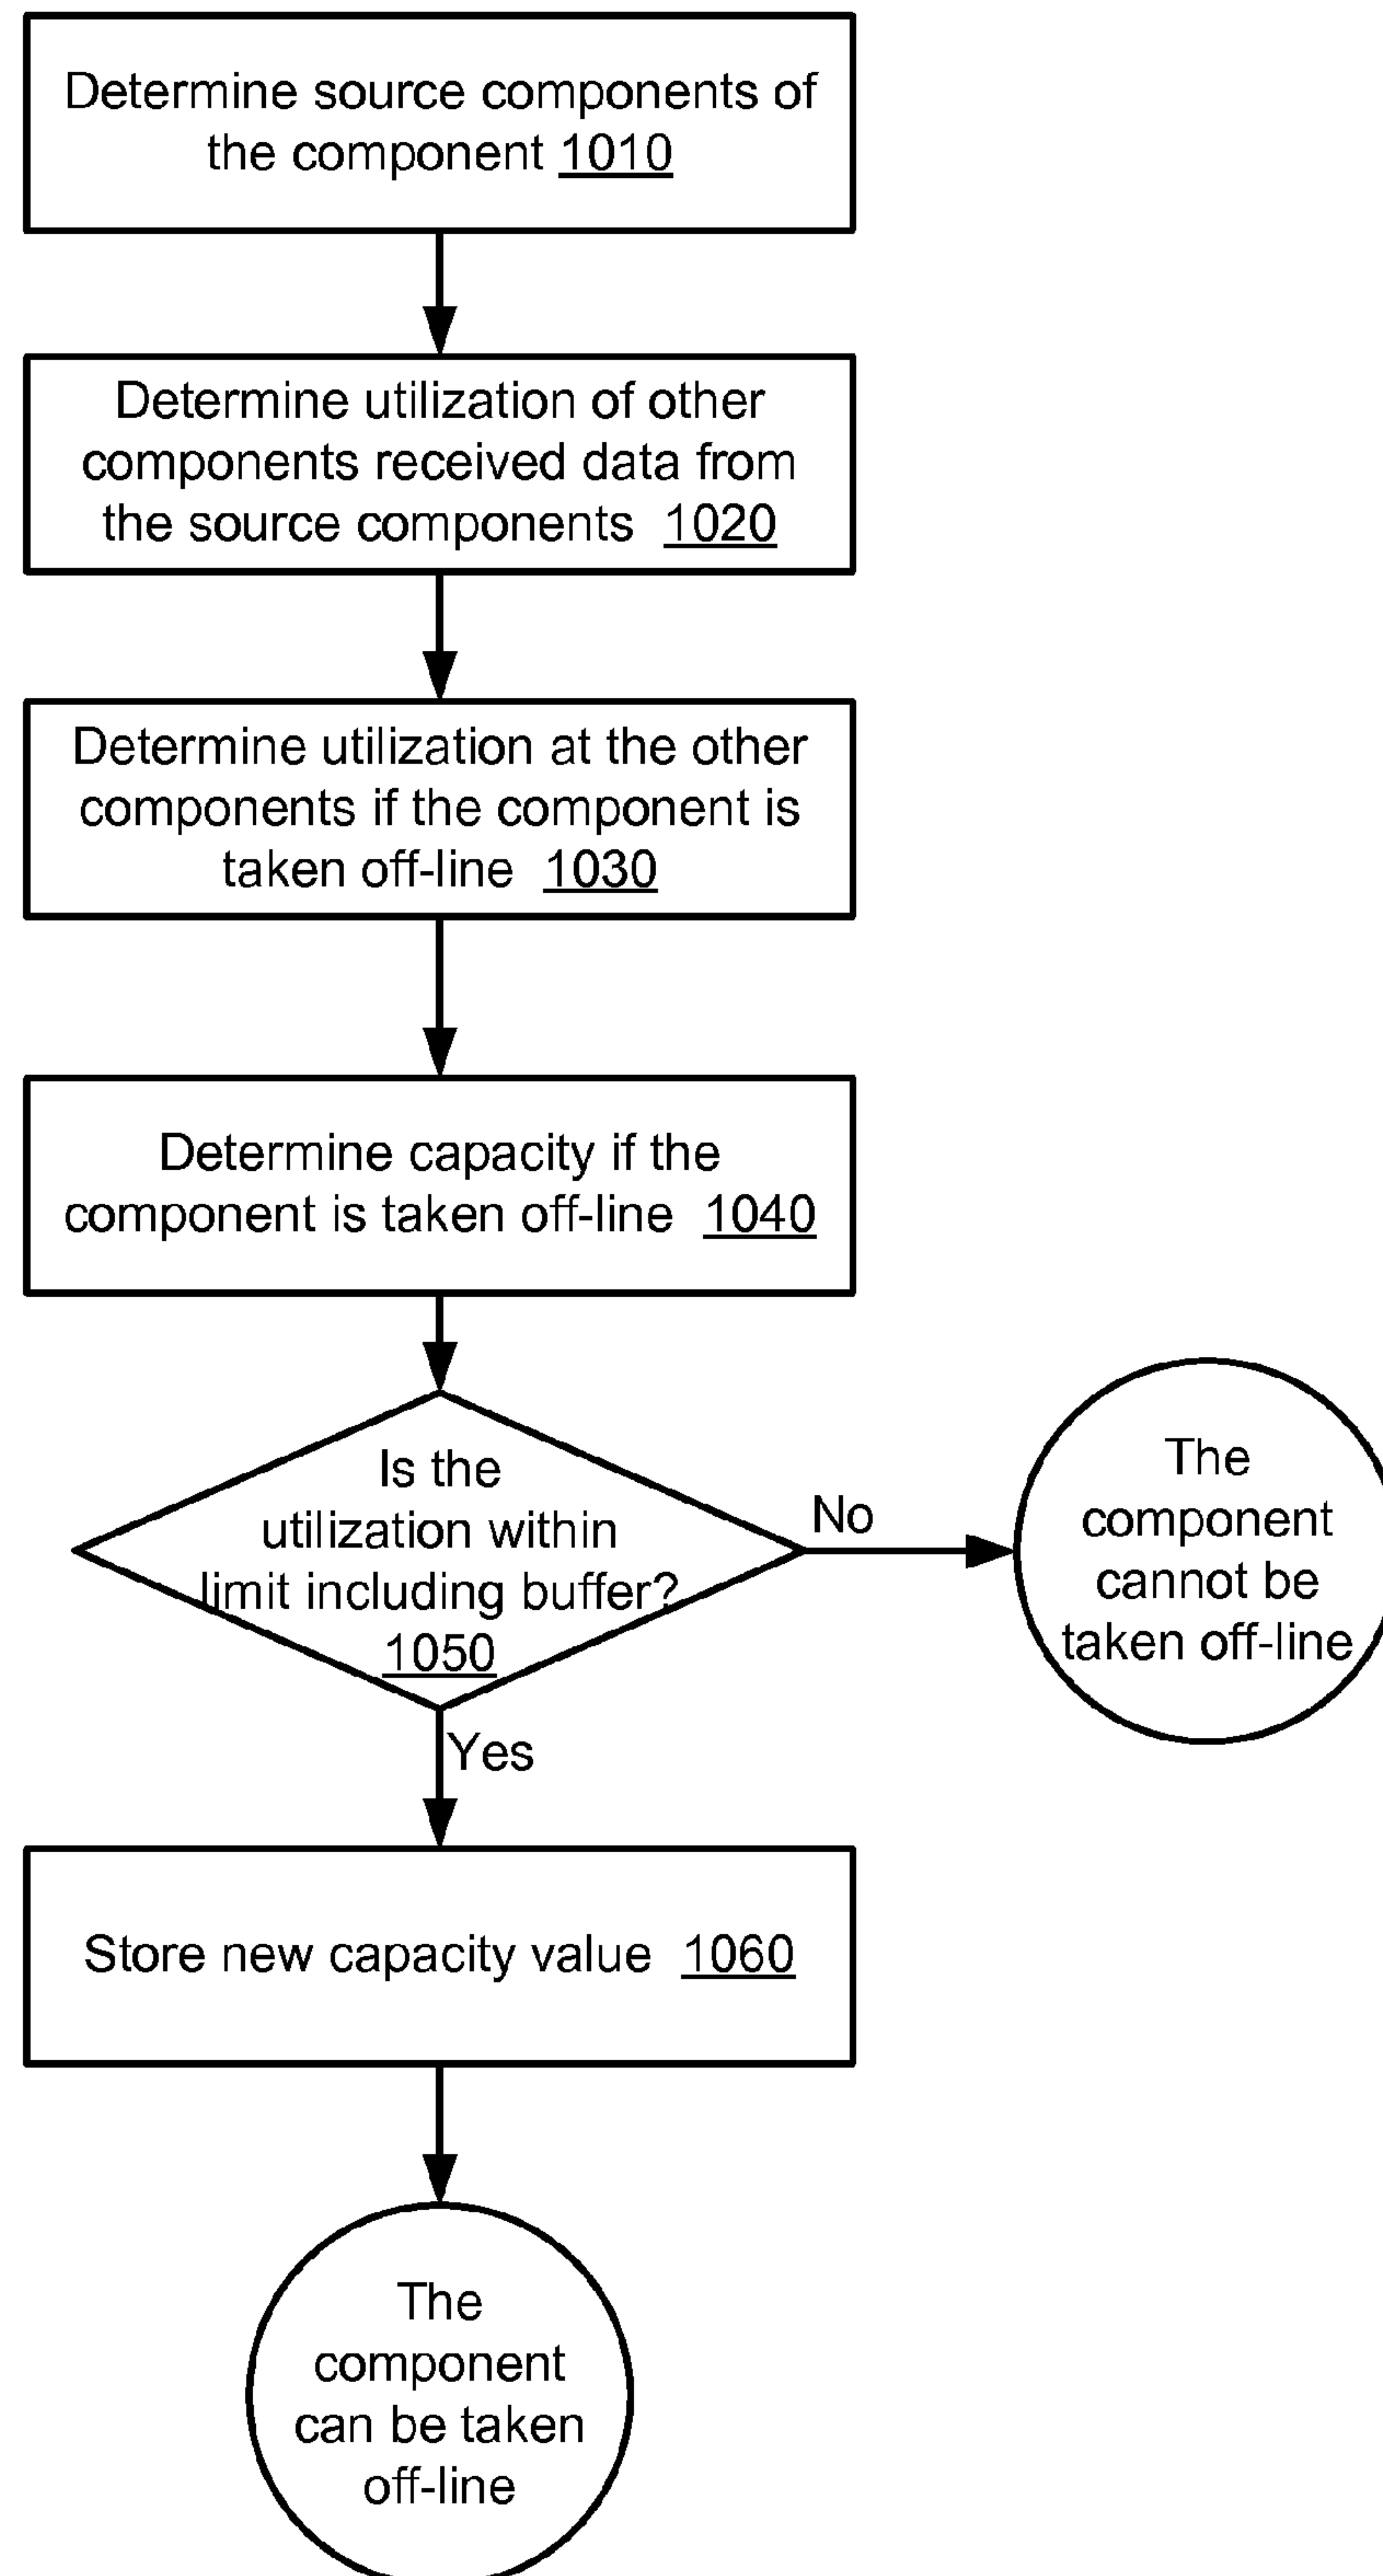 Determine source components of
the component 1010
Determine utilization of other
components received data from
the source components 1020
Determine utilization at the other
components if the component is
taken off-line 1030
Determine capacity if the
component is taken off-line 1040
Is the
utilization within
limit including buffer?
1050
No
The
component
cannot be
taken off-line
Yes
Store new capacity value 1060
The
component
can be taken
off-line